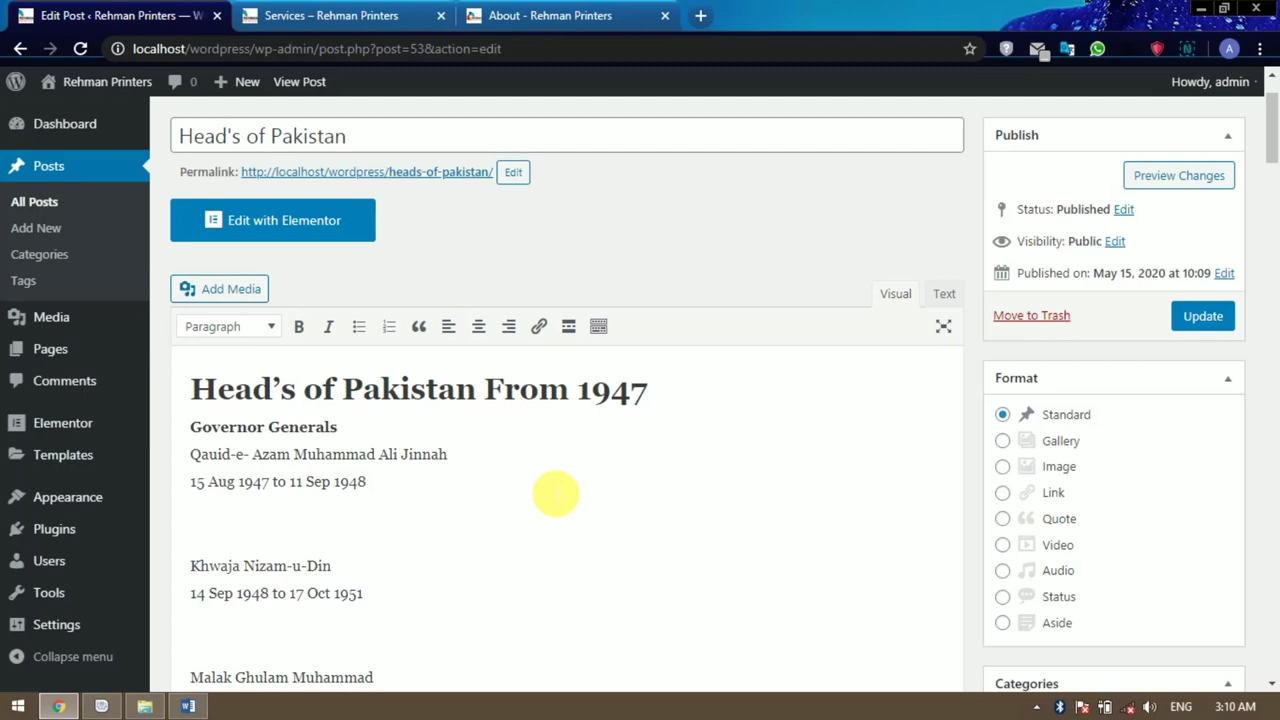 Edit Post ‹ Rehman Printers — W
Services – Rehman Printers
About - Rehman Printers
localhost/wordpress/wp-admin/post.php?post=53&action=edit
A
Rehman Printers
0
New
View Post
Howdy, admin
Dashboard
Posts
All Posts
Add New
Categories
Tags
Media
Pages
Comments
Elementor
Templates
Appearance
Plugins
Users
Tools
Settings
Collapse menu
Head's of Pakistan
Permalink: http://localhost/wordpress/heads-of-pakistan/ Edit
Edit with Elementor
Add Media
Visual
Text
Paragraph
B
I
Head’s of Pakistan From 1947
Governor Generals
Qauid-e- Azam Muhammad Ali Jinnah
15 Aug 1947 to 11 Sep 1948
Khwaja Nizam-u-Din
14 Sep 1948 to 17 Oct 1951
Malak Ghulam Muhammad
Publish
Preview Changes
Status: Published Edit
Visibility: Public Edit
Published on: May 15, 2020 at 10:09 Edit
Move to Trash
Update
Format
Standard
Gallery
Image
Link
Quote
Video
Audio
Status
Aside
Categories
ENG
3:10 AM